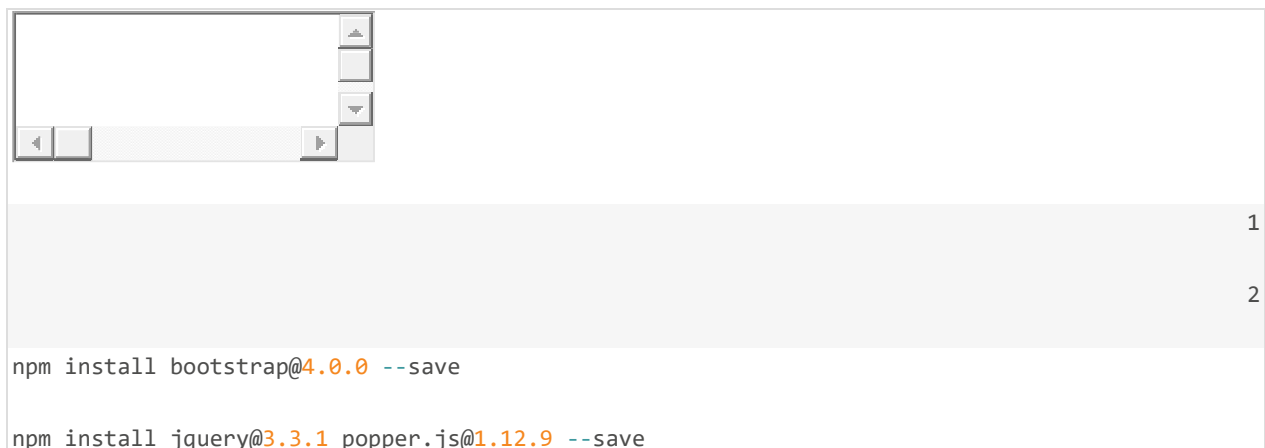 1
2
npm install bootstrap@4.0.0 --save
npm install jquery@3.3.1 popper.js@1.12.9 --save